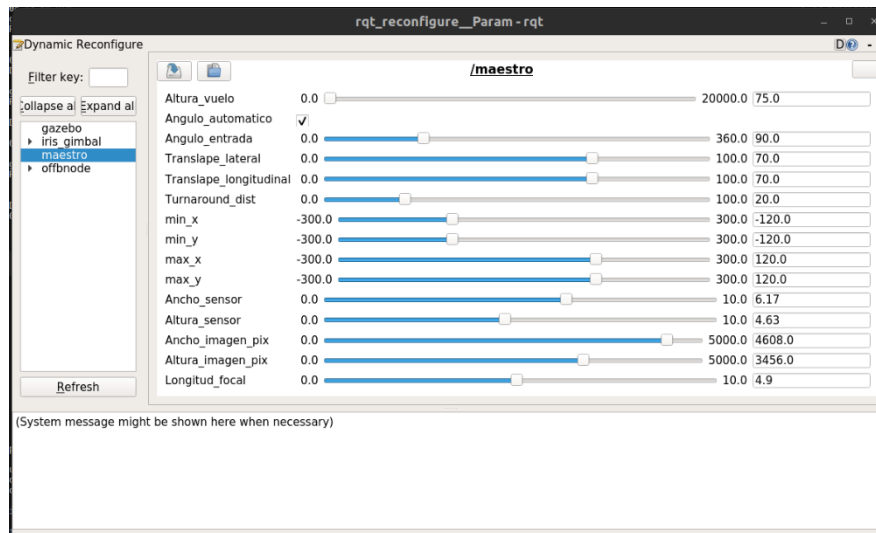 rqt_reconfigure__Param - rqt
Dynamic Reconfigure
D
Filter key:
Collapse al Expand al
gazebo
iris_gimbal
maestro
offbnode
Refresh
/maestro
Altura_vuelo 0.0 20000.0 75.0
Angulo_automatico
Angulo_entrada 0.0 360.0 90.0
Translape_lateral 0.0 100.0 70.0
Translape_longitudinal 0.0 100.0 70.0
Turnaround_dist 0.0 100.0 20.0
min_x -300.0 300.0 -120.0
min_y -300.0 300.0 -120.0
max_x -300.0 300.0 120.0
max_y -300.0 300.0 120.0
Ancho_sensor 0.0 10.0 6.17
Altura_sensor 0.0 10.0 4.63
Ancho_imagen_pix 0.0 5000.0 4608.0
Altura_imagen_pix 0.0 5000.0 3456.0
Longitud_focal 0.0 10.0 4.9
(System message might be shown here when necessary)